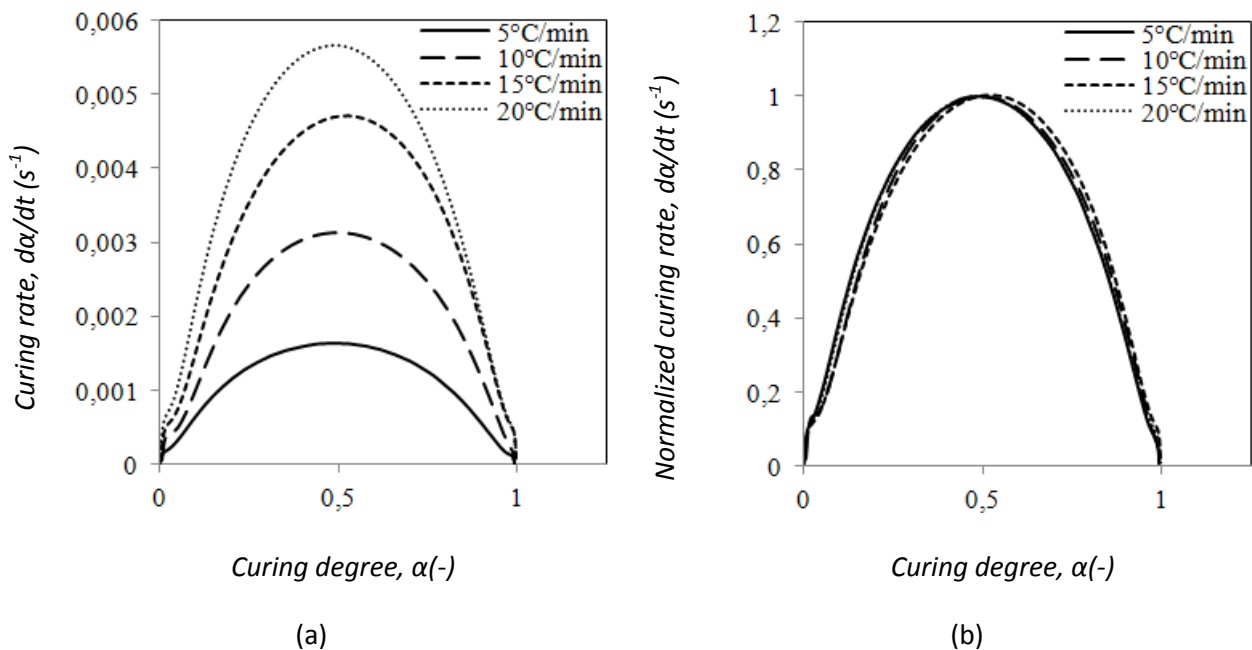 Curing rate, dα/dt (s⁻¹)
0,006
0,005
0,004
0,003
0,002
0,001
0
0
0,5
1
5°C/min
10°C/min
15°C/min
20°C/min
Curing degree, α(-)
(a)
Normalized curing rate, dα/dt (s⁻¹)
1,2
1
0,8
0,6
0,4
0,2
0
0
0,5
1
5°C/min
10°C/min
15°C/min
20°C/min
Curing degree, α(-)
(b)